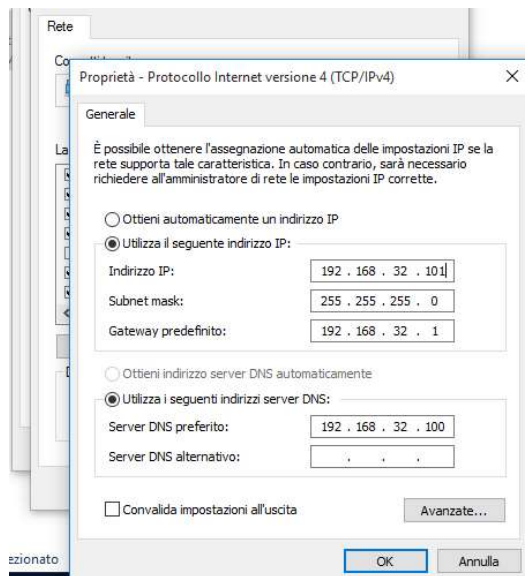 Rete
Proprietà - Protocollo Internet versione 4 (TCP/IPv4)
Generale
È possibile ottenere l'assegnazione automatica delle impostazioni IP se la
rete supporta tale caratteristica. In caso contrario, sarà necessario
richiedere all'amministratore di rete le impostazioni IP corrette.
Ottieni automaticamente un indirizzo IP
Utilizza il seguente indirizzo IP:
Indirizzo IP: 192 . 168 . 32 . 101
Subnet mask: 255 . 255 . 255 . 0
Gateway predefinito: 192 . 168 . 32 . 1
Ottieni indirizzo server DNS automaticamente
Utilizza i seguenti indirizzi server DNS:
Server DNS preferito: 192 . 168 . 32 . 100
Server DNS alternativo: . . .
Convalida impostazioni all'uscita
Avanzate...
ezionato
OK Annulla